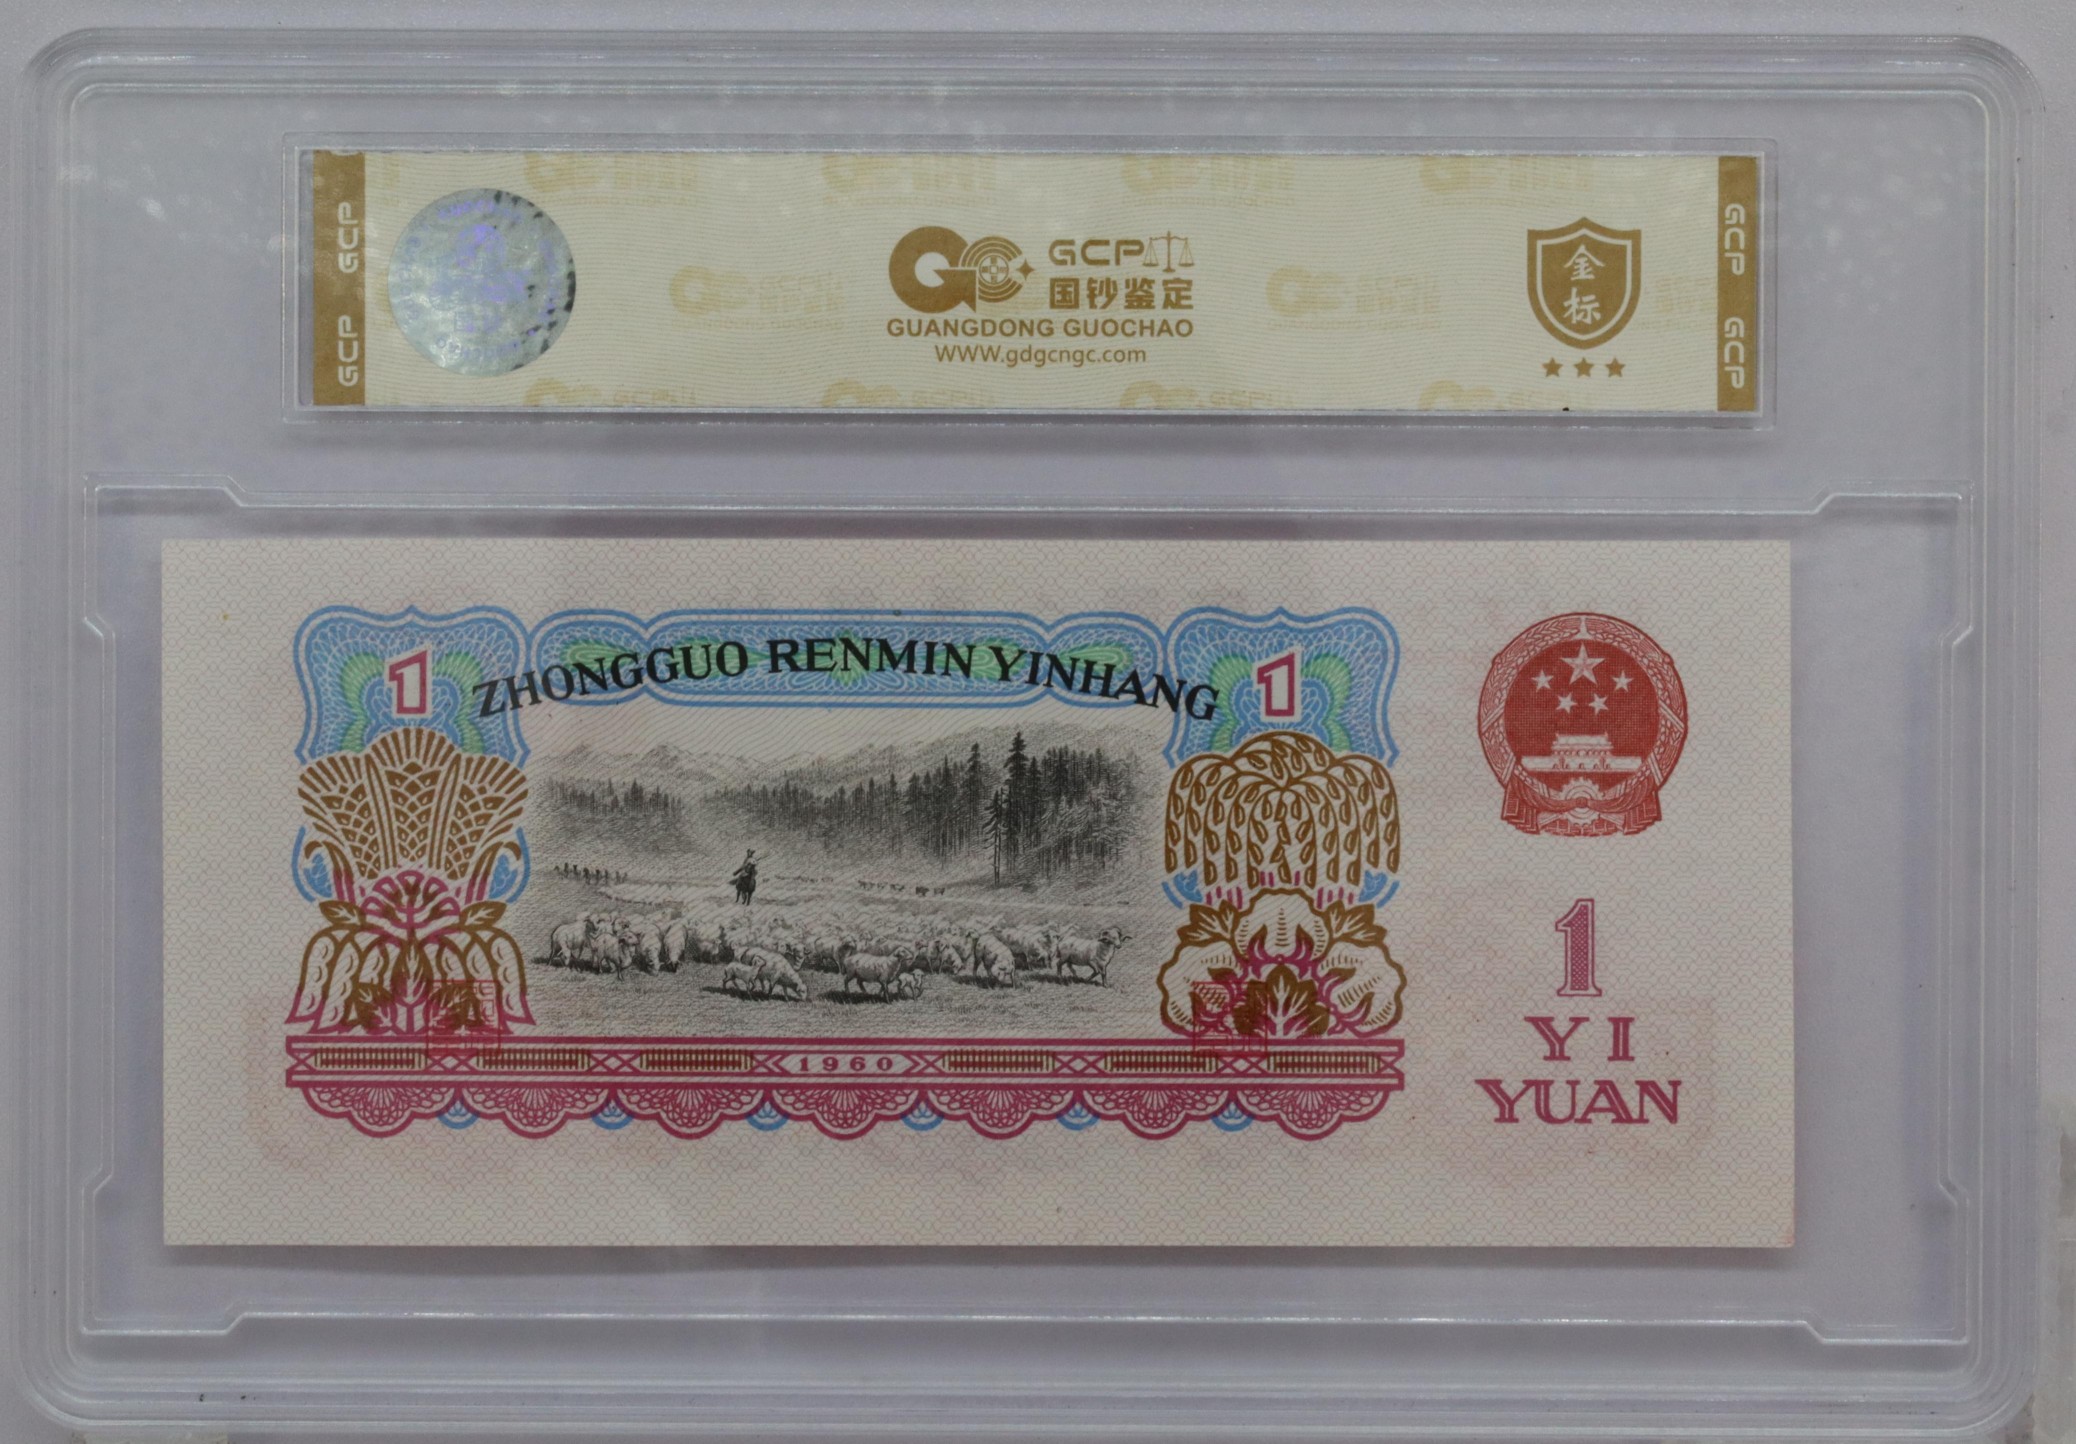 GCP GCP
GCP
国钞鉴定
GUANGDONG GUOCHAO
WWW.gdgcngc.com
金
标
GCP GCP
1
ZHONGGUO RENMIN YINHANG
1
1960
1
YI
YUAN